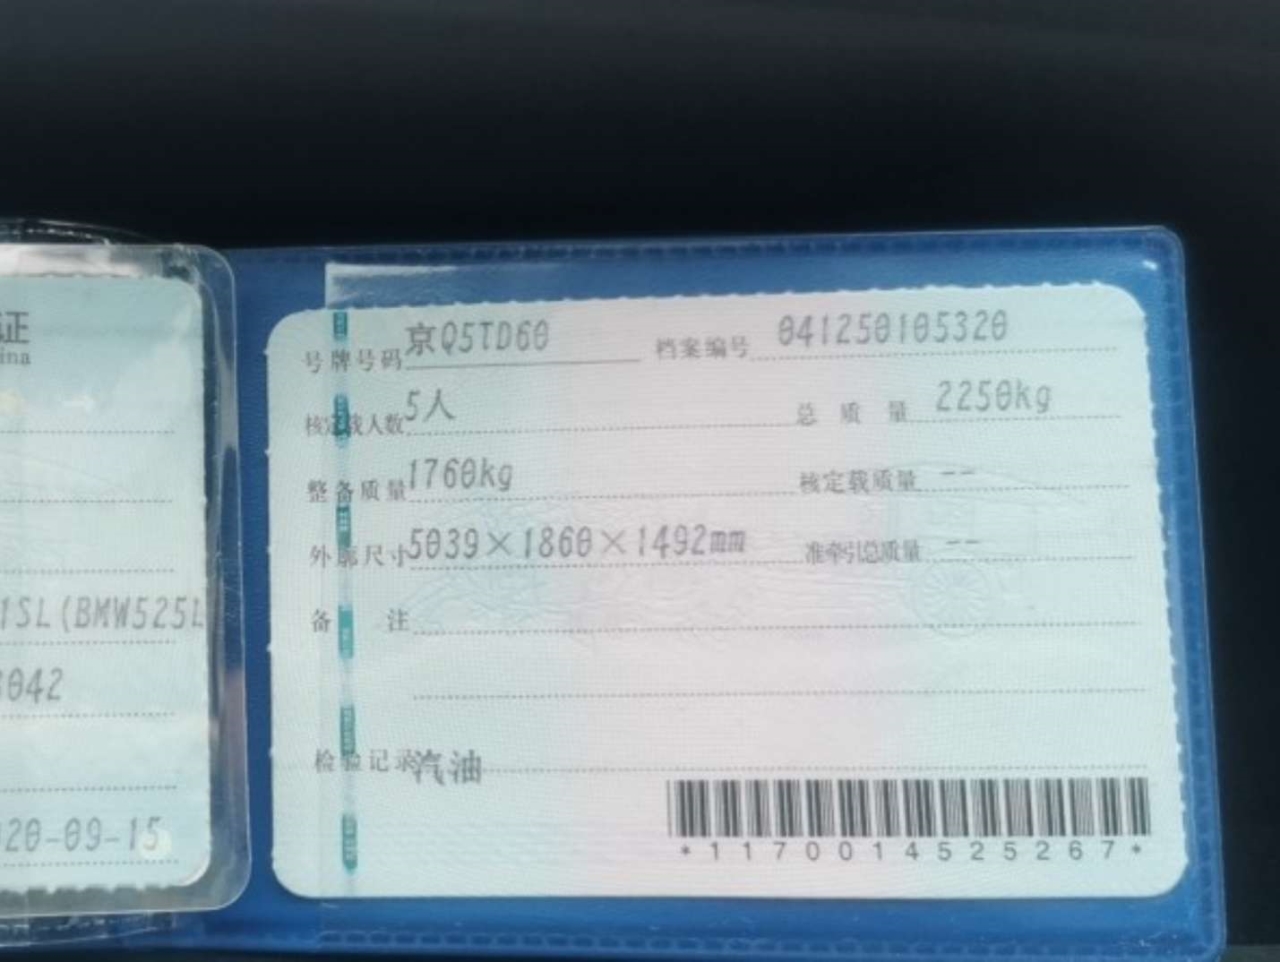 证
ina
1SL(BMW525L
042
20-09-15
号牌号码 京Q5TD60 档案编号 041250105320
核定载人数 5人 总质量 2250kg
整备质量 1760kg 核定载质量 --
外廓尺寸 5039×1860×1492mm 准牵引总质量 --
备注
检验记录 汽油
*1170014525267*